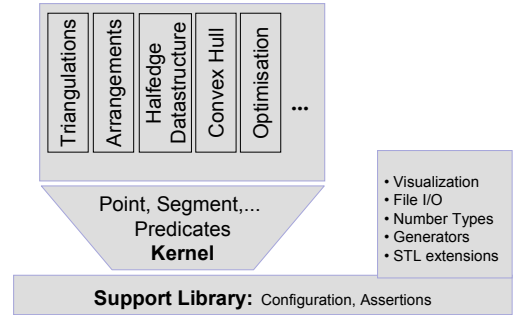 Triangulations
Arrangements
Halfedge
Datastructure
Convex Hull
Optimisation
...
Point, Segment,...
Predicates
Kernel
• Visualization
• File I/O
• Number Types
• Generators
• STL extensions
Support Library: Configuration, Assertions